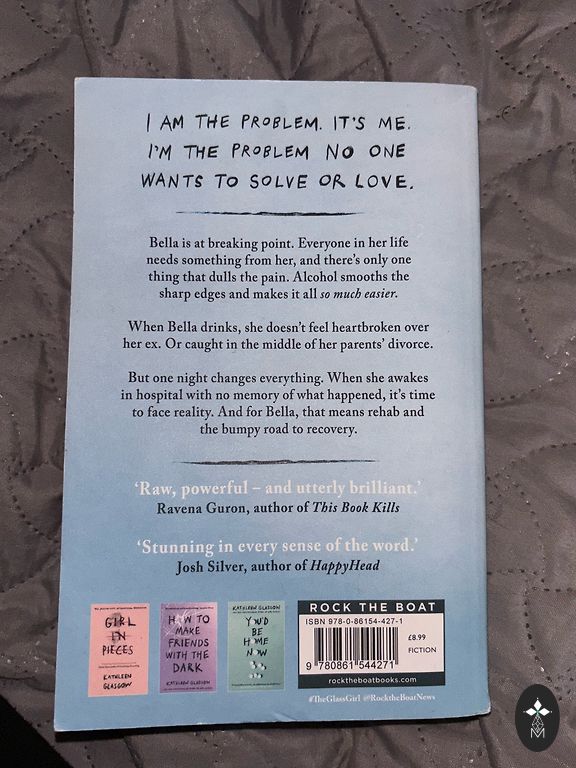 I AM THE PROBLEM. IT'S ME.
I'M THE PROBLEM NO ONE
WANTS TO SOLVE OR LOVE.
Bella is at breaking point. Everyone in her life
needs something from her, and there's only one
thing that dulls the pain. Alcohol smooths the
sharp edges and makes it all so much easier.
When Bella drinks, she doesn't feel heartbroken over
her ex. Or caught in the middle of her parents' divorce.
But one night changes everything. When she awakes
in hospital with no memory of what happened, it's time
to face reality. And for Bella, that means rehab and
the bumpy road to recovery.
'Raw, powerful – and utterly brilliant.'
Ravena Guron, author of This Book Kills
'Stunning in every sense of the word.'
Josh Silver, author of HappyHead
GIRL
IN
PIECES
KATHLEEN
GLASGOW
HOW TO
MAKE
FRIENDS
WITH THE
DARK
KATHLEEN GLASGOW
KATHLEEN GLASGOW
YOU'D
BE
HOME
NOW
ROCK THE BOAT
ISBN 978-0-86154-427-1
9 780861 544271
£8.99
FICTION
rocktheboatbooks.com
#TheGlassGirl @RocktheBoatNews
M